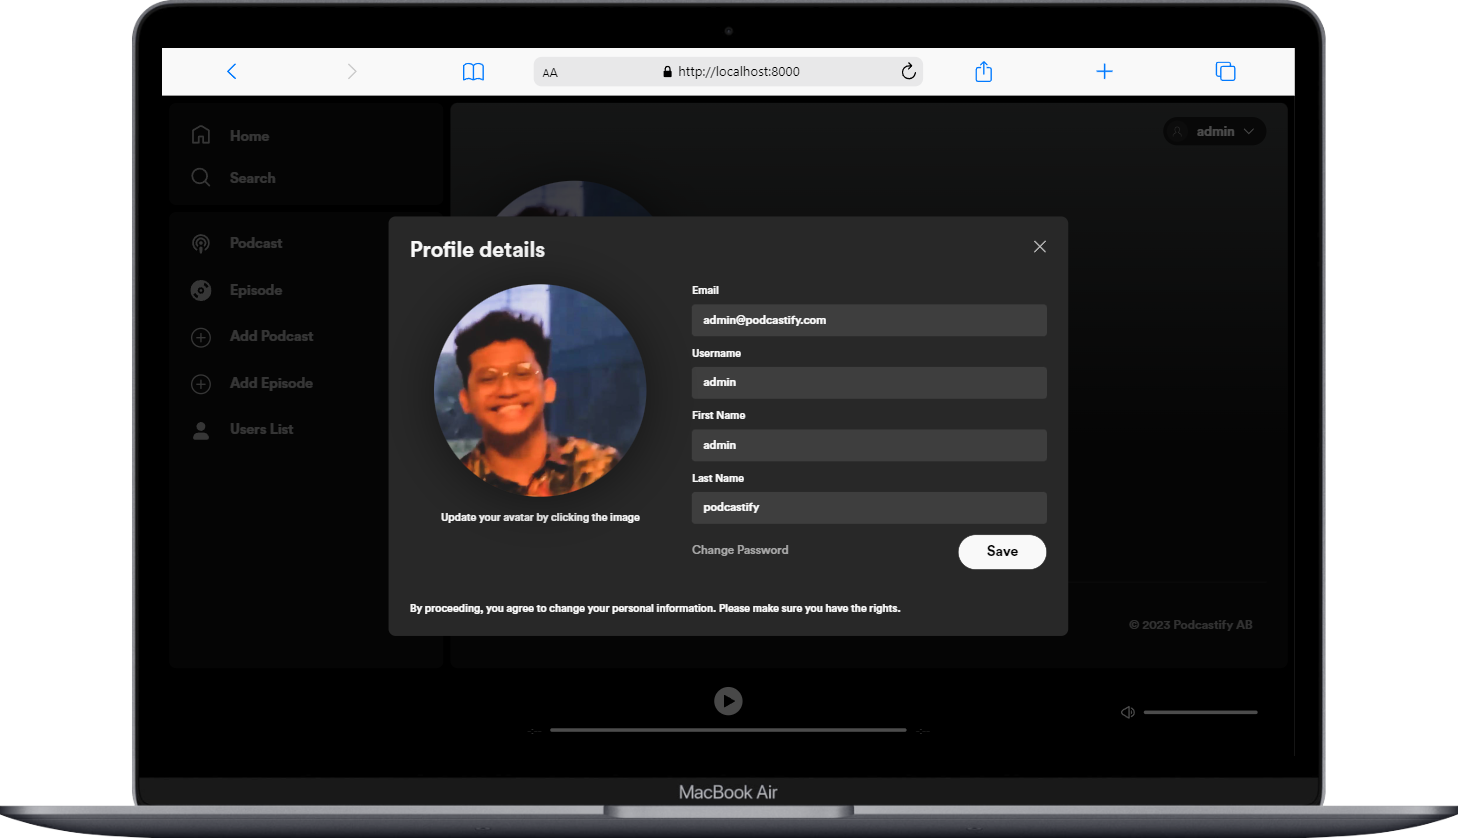 AA
http://localhost:8000
Home
Search
admin
Podcast
Episode
Add Podcast
Add Episode
Users List
Profile details
Update your avatar by clicking the image
Email
admin@podcastify.com
Username
admin
First Name
admin
Last Name
podcastify
Change Password
Save
By proceeding, you agree to change your personal information. Please make sure you have the rights.
© 2023 Podcastify AB
-:--
-:--
MacBook Air